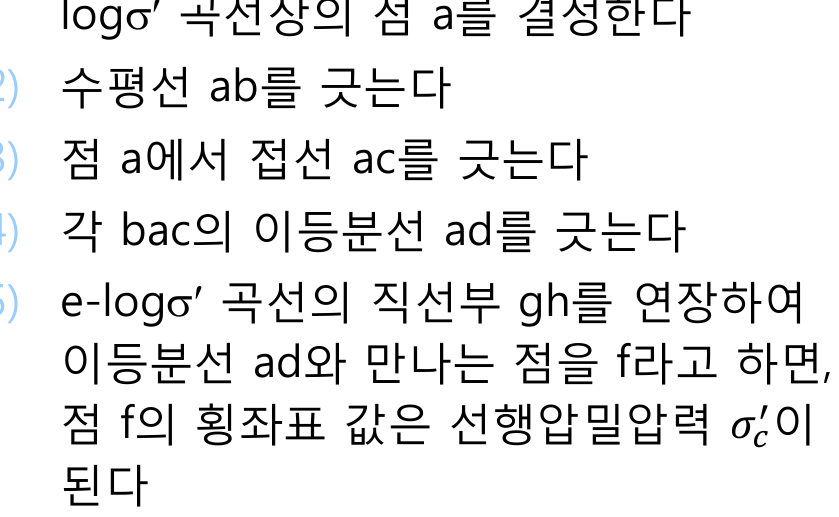 logσ′ 곡선상의 점 a를 결정한다
2) 수평선 ab를 긋는다
3) 점 a에서 접선 ac를 긋는다
4) 각 bac의 이등분선 ad를 긋는다
5) e-logσ′ 곡선의 직선부 gh를 연장하여
이등분선 ad와 만나는 점을 f라고 하면,
점 f의 횡좌표 값은 선행압밀압력 σ′c이
된다